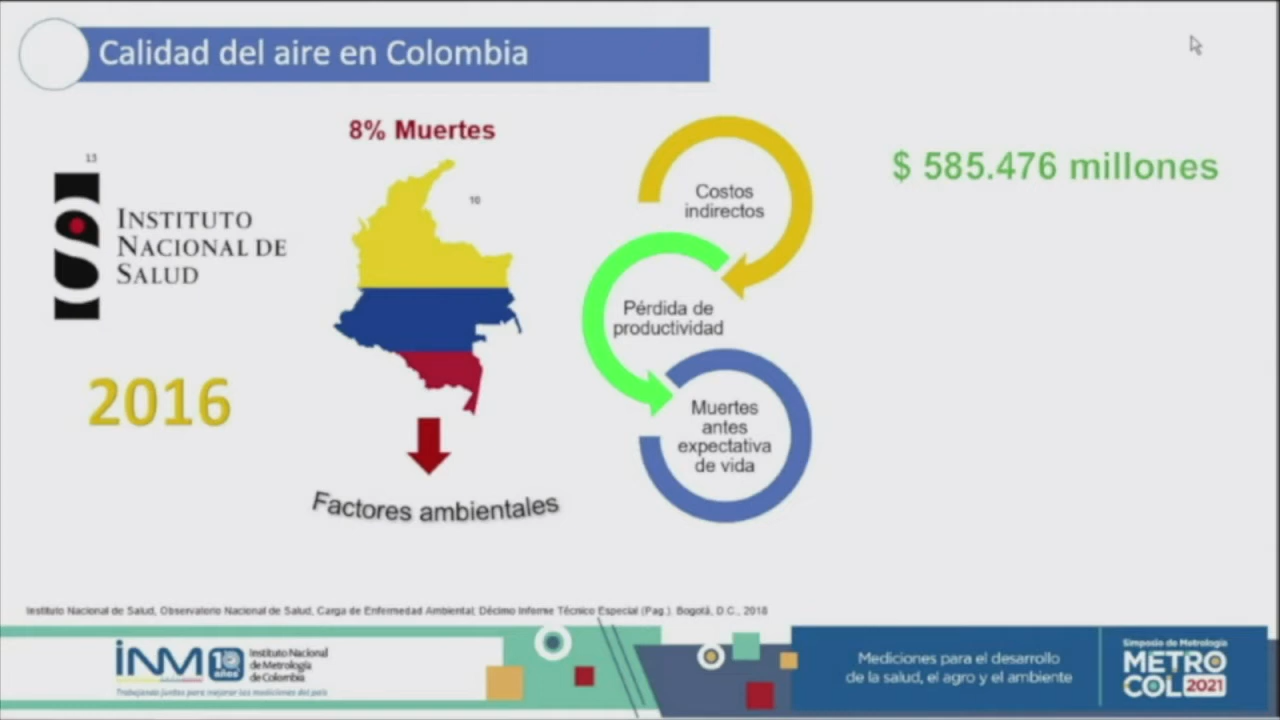 Calidad del aire en Colombia
8% Muertes
13
INSTITUTO
NACIONAL DE
SALUD
10
2016
Factores ambientales
Costos
indirectos
Pérdida de
productividad
Muertes
antes
expectativa
de vida
$ 585.476 millones
Instituto Nacional de Salud, Observatorio Nacional de Salud, Carga de Enfermedad Ambiental: Décimo Informe Técnico Especial (Pag.). Bogotá, D.C., 2018
iNM 10 años
Instituto Nacional
de Metrología
de Colombia
Trabajando juntos para mejorar las mediciones del país
Mediciones para el desarrollo
de la salud, el agro y el ambiente
Simposio de Metrología
METRO
COL 2021